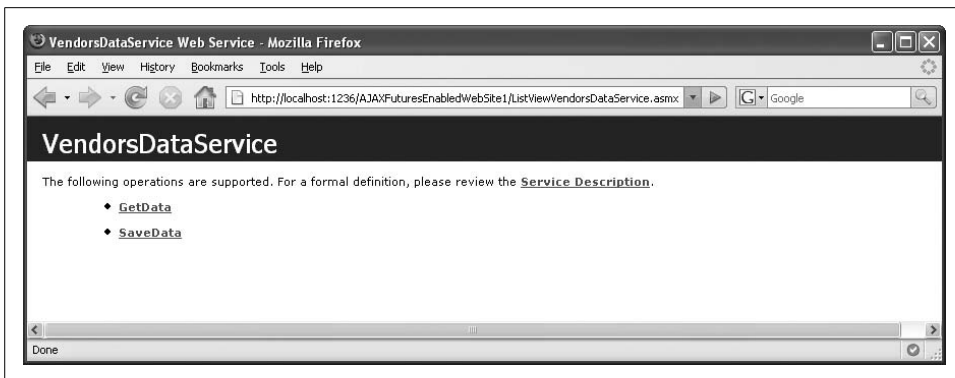 VendorsDataService Web Service - Mozilla Firefox
File Edit View History Bookmarks Tools Help
http://localhost:1236/AJAXFuturesEnabledWebSite1/ListViewVendorsDataService.asmx G Google
VendorsDataService
The following operations are supported. For a formal definition, please review the Service Description.
GetData
SaveData
Done